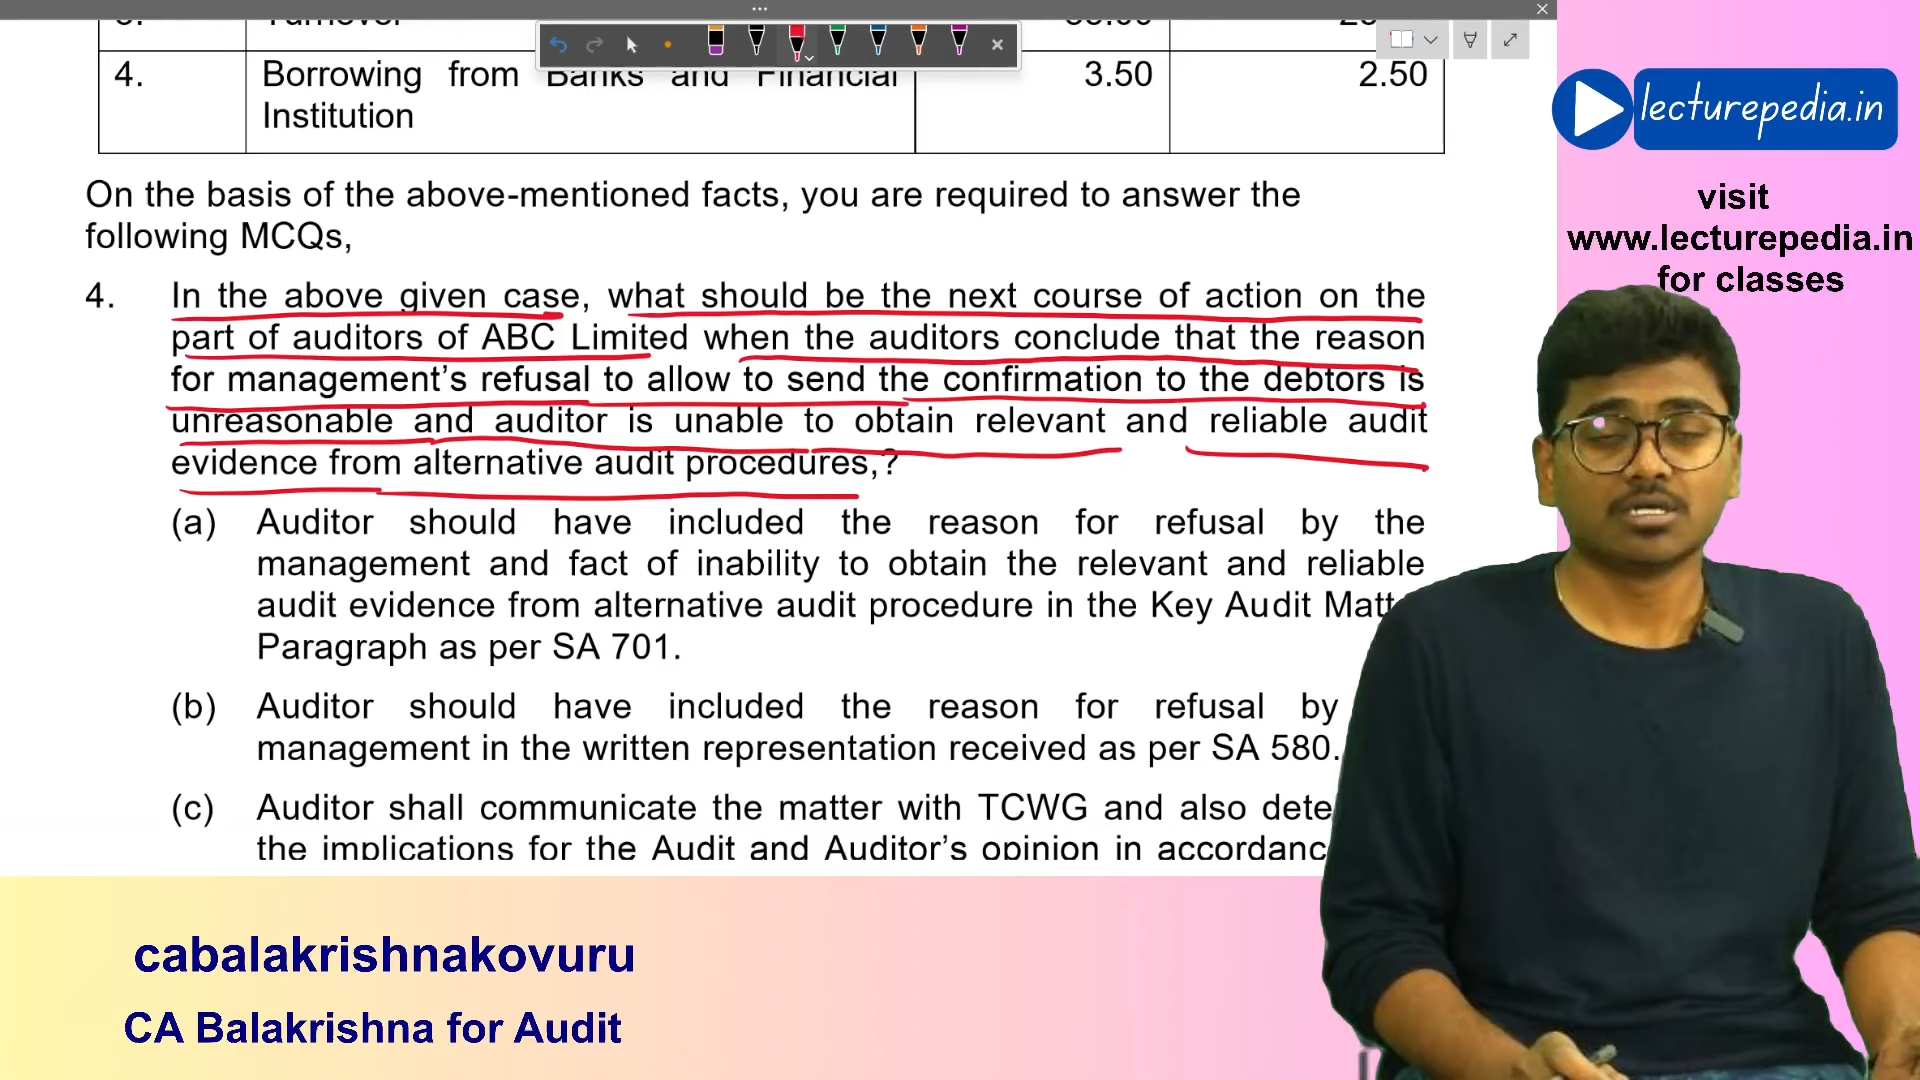 4. Borrowing from Banks and Financial 3.50 2.50
Institution
On the basis of the above-mentioned facts, you are required to answer the
following MCQs,
4. In the above given case, what should be the next course of action on the
part of auditors of ABC Limited when the auditors conclude that the reason
for management's refusal to allow to send the confirmation to the debtors is
unreasonable and auditor is unable to obtain relevant and reliable audit
evidence from alternative audit procedures,?
(a) Auditor should have included the reason for refusal by the
management and fact of inability to obtain the relevant and reliable
audit evidence from alternative audit procedure in the Key Audit
Paragraph as per SA 701.
(b) Auditor should have included the reason for refusal by
management in the written representation received as per SA 580.
(c) Auditor shall communicate the matter with TCWG and also
the implications for the Audit and Auditor's opinion in
lecturepedia.in
visit
www.lecturepedia.in
for classes
cabalakrishnakovuru
CA Balakrishna for Audit